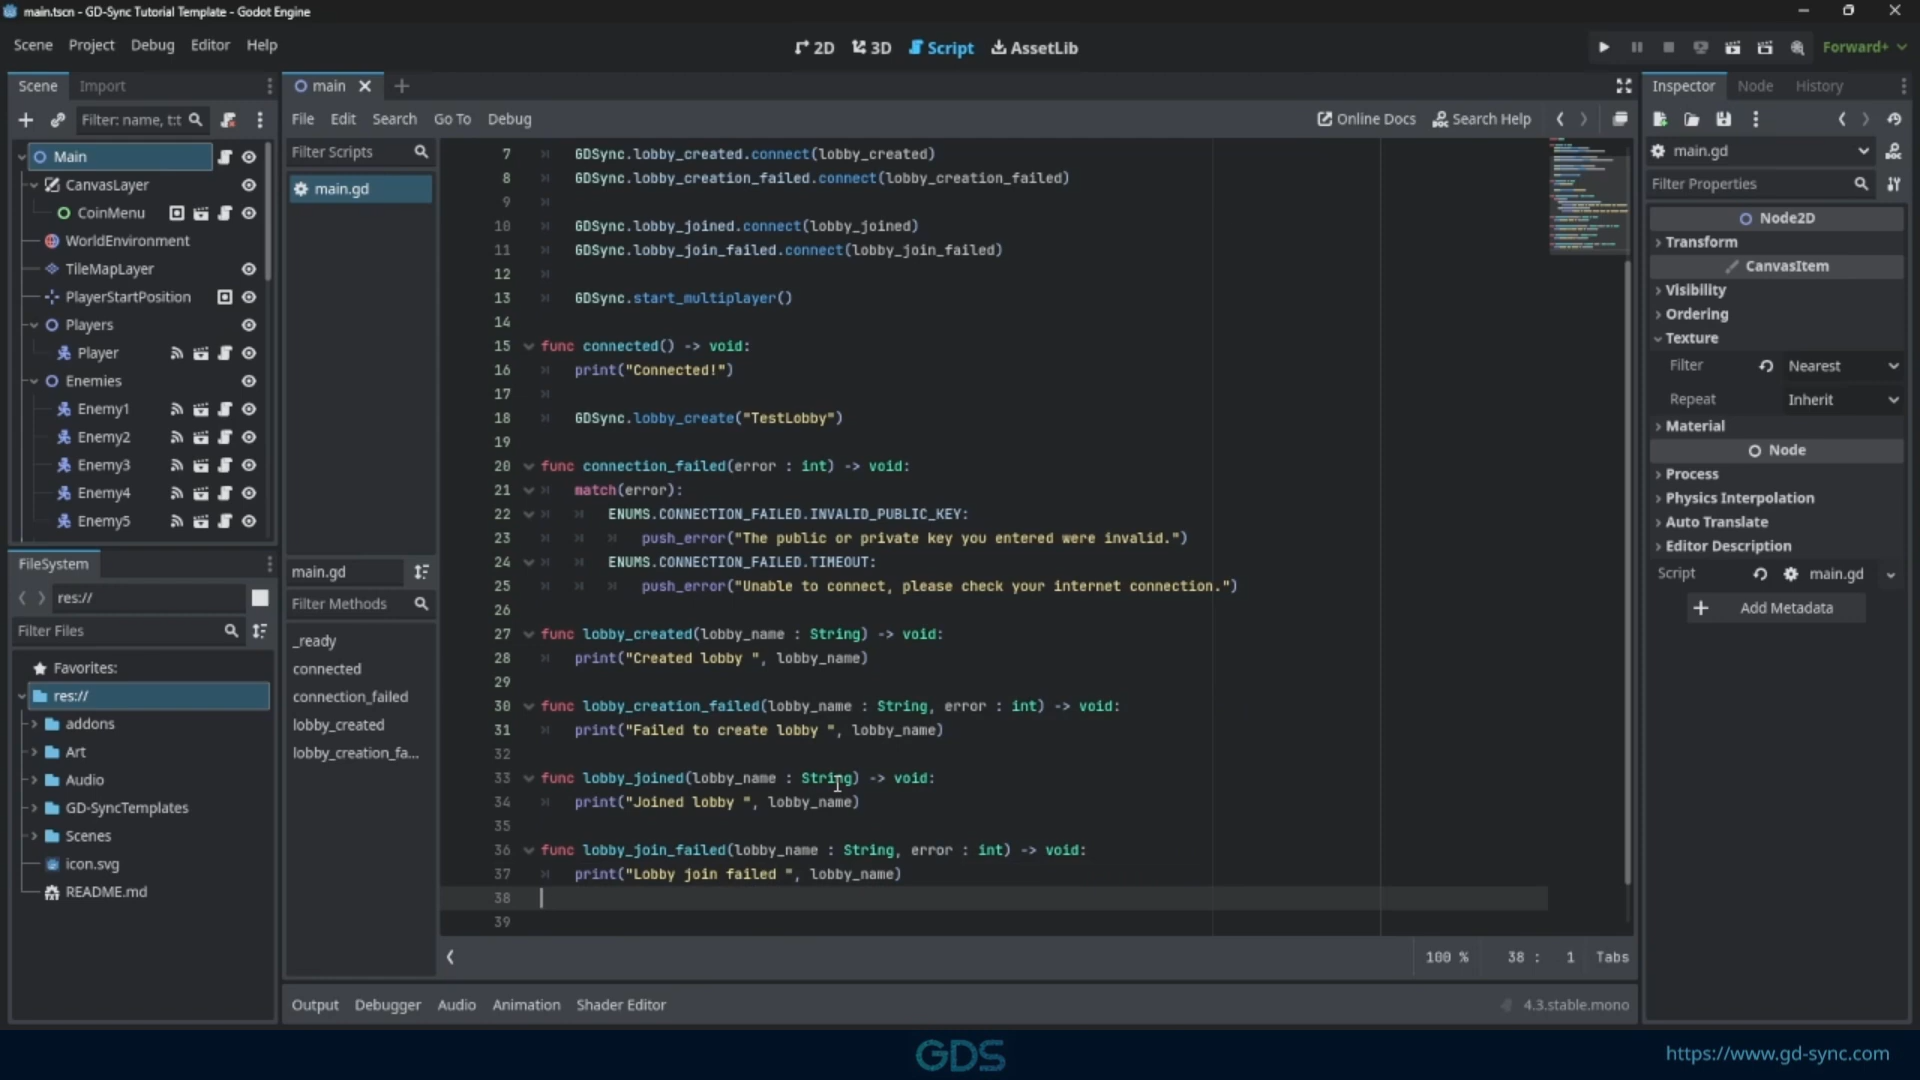 main.tscn - GD-Sync Tutorial Template - Godot Engine
Scene Project Debug Editor Help
2D 3D Script AssetLib
Forward+
Scene Import
Filter: name, t:t
Main
CanvasLayer
CoinMenu
WorldEnvironment
TileMapLayer
PlayerStartPosition
Players
Player
Enemies
Enemy1
Enemy2
Enemy3
Enemy4
Enemy5
FileSystem
res://
Filter Files
Favorites:
res://
addons
Art
Audio
GD-SyncTemplates
Scenes
icon.svg
README.md
main
File Edit Search Go To Debug
Online Docs Search Help
Filter Scripts
main.gd
main.gd
Filter Methods
_ready
connected
connection_failed
lobby_created
lobby_creation_fa...
7 GDSync.lobby_created.connect(lobby_created)
8 GDSync.lobby_creation_failed.connect(lobby_creation_failed)
9
10 GDSync.lobby_joined.connect(lobby_joined)
11 GDSync.lobby_join_failed.connect(lobby_join_failed)
12
13 GDSync.start_multiplayer()
14
15 func connected() -> void:
16 print("Connected!")
17
18 GDSync.lobby_create("TestLobby")
19
20 func connection_failed(error : int) -> void:
21 match(error):
22 ENUMS.CONNECTION_FAILED.INVALID_PUBLIC_KEY:
23 push_error("The public or private key you entered were invalid.")
24 ENUMS.CONNECTION_FAILED.TIMEOUT:
25 push_error("Unable to connect, please check your internet connection.")
26
27 func lobby_created(lobby_name : String) -> void:
28 print("Created lobby ", lobby_name)
29
30 func lobby_creation_failed(lobby_name : String, error : int) -> void:
31 print("Failed to create lobby ", lobby_name)
32
33 func lobby_joined(lobby_name : String) -> void:
34 print("Joined lobby ", lobby_name)
35
36 func lobby_join_failed(lobby_name : String, error : int) -> void:
37 print("Lobby join failed ", lobby_name)
38
39
100 % 38 : 1 Tabs
Output Debugger Audio Animation Shader Editor
4.3.stable.mono
Inspector Node History
main.gd
Filter Properties
Node2D
Transform
CanvasItem
Visibility
Ordering
Texture
Filter Nearest
Repeat Inherit
Material
Node
Process
Physics Interpolation
Auto Translate
Editor Description
Script main.gd
Add Metadata
GDS
https://www.gd-sync.com